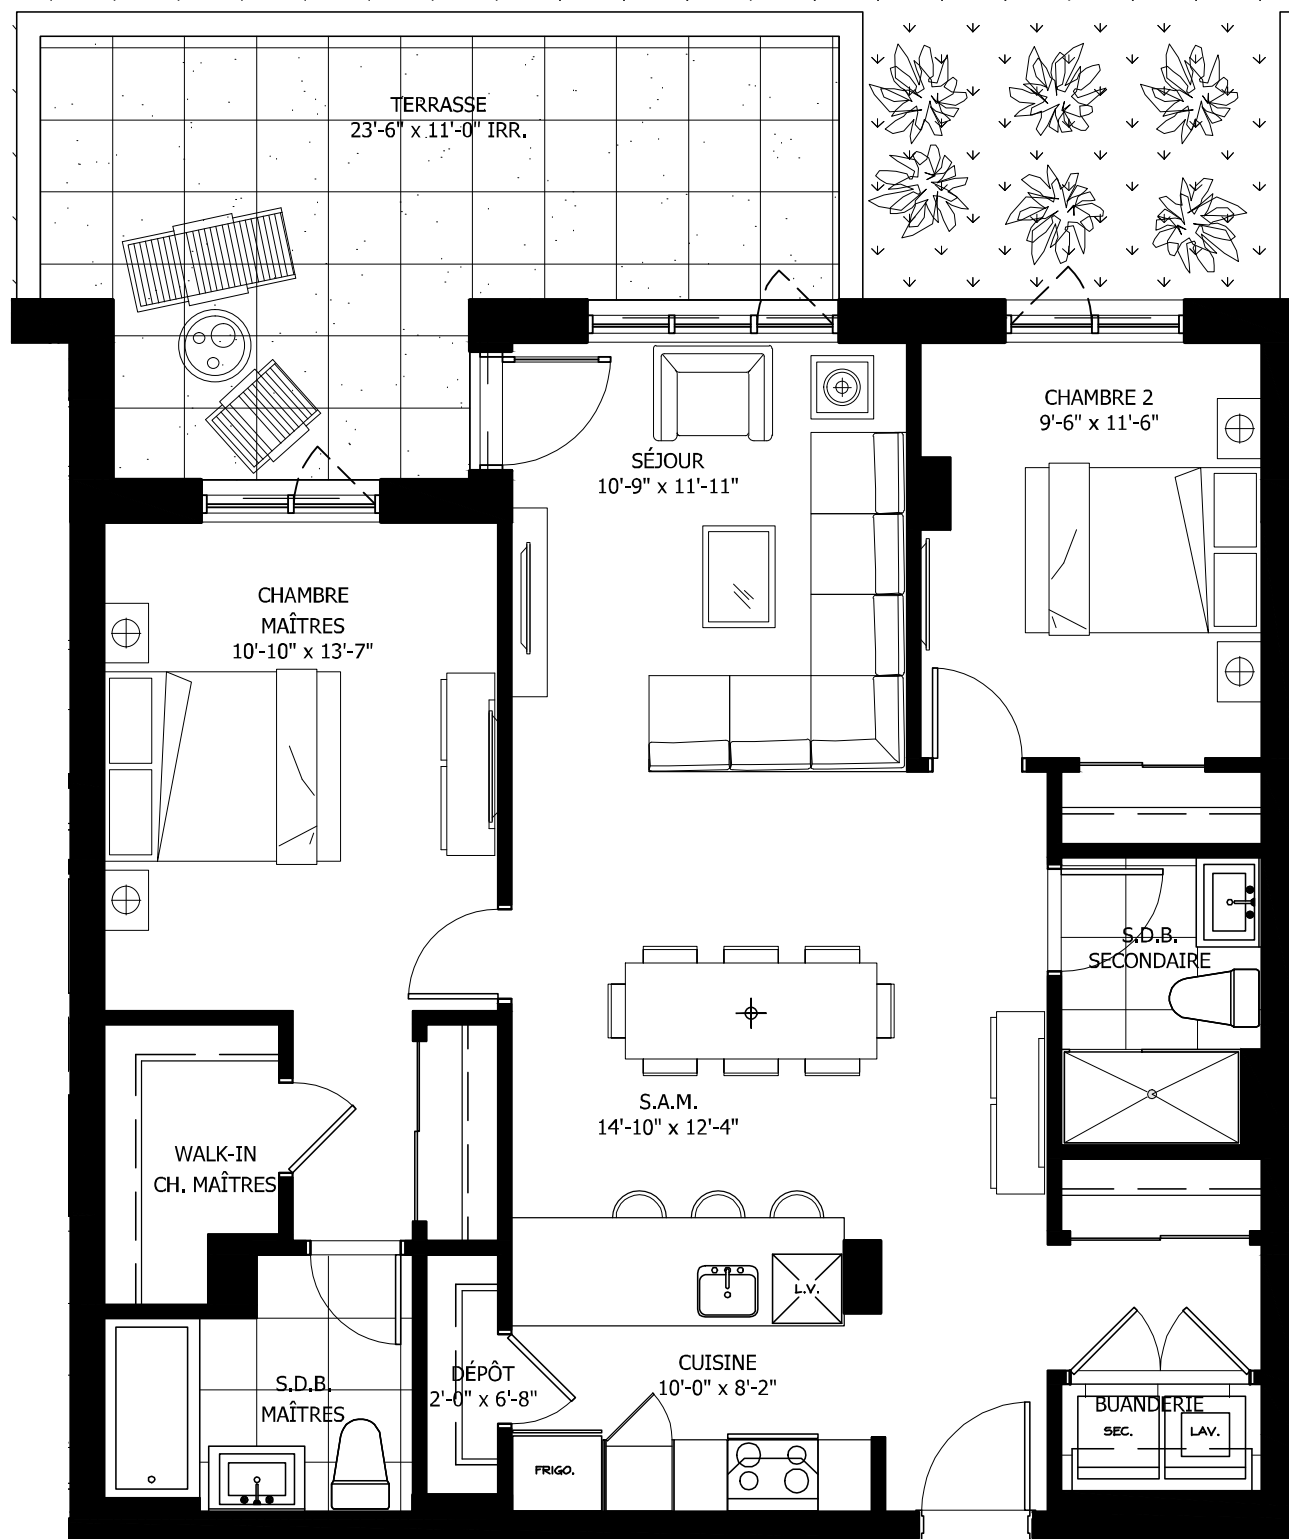 TERRASSE
23'-6" x 11'-0" IRR.
CHAMBRE 2
9'-6" x 11'-6"
SÉJOUR
10'-9" x 11'-11"
CHAMBRE
MAÎTRES
10'-10" x 13'-7"
S.D.B.
SECONDAIRE
S.A.M.
14'-10" x 12'-4"
WALK-IN
CH. MAÎTRES
L.V.
CUISINE
10'-0" x 8'-2"
DÉPÔT
2'-0" x 6'-8"
S.D.B.
MAÎTRES
BUANDERIE
SEC.
LAV.
FRIGO.